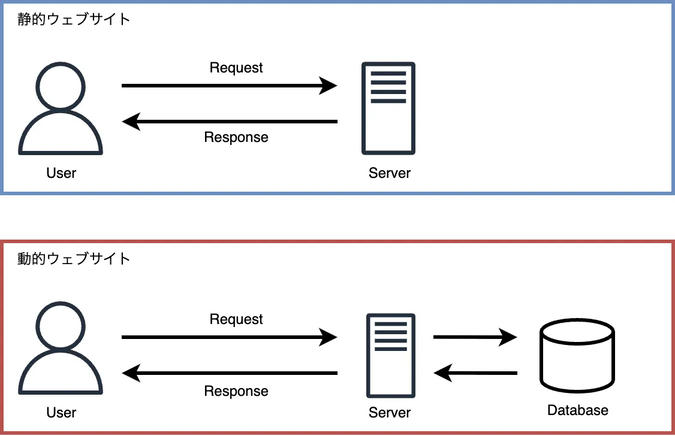 静的ウェブサイト
Request
Response
User
Server
動的ウェブサイト
Request
Response
User
Server
Database